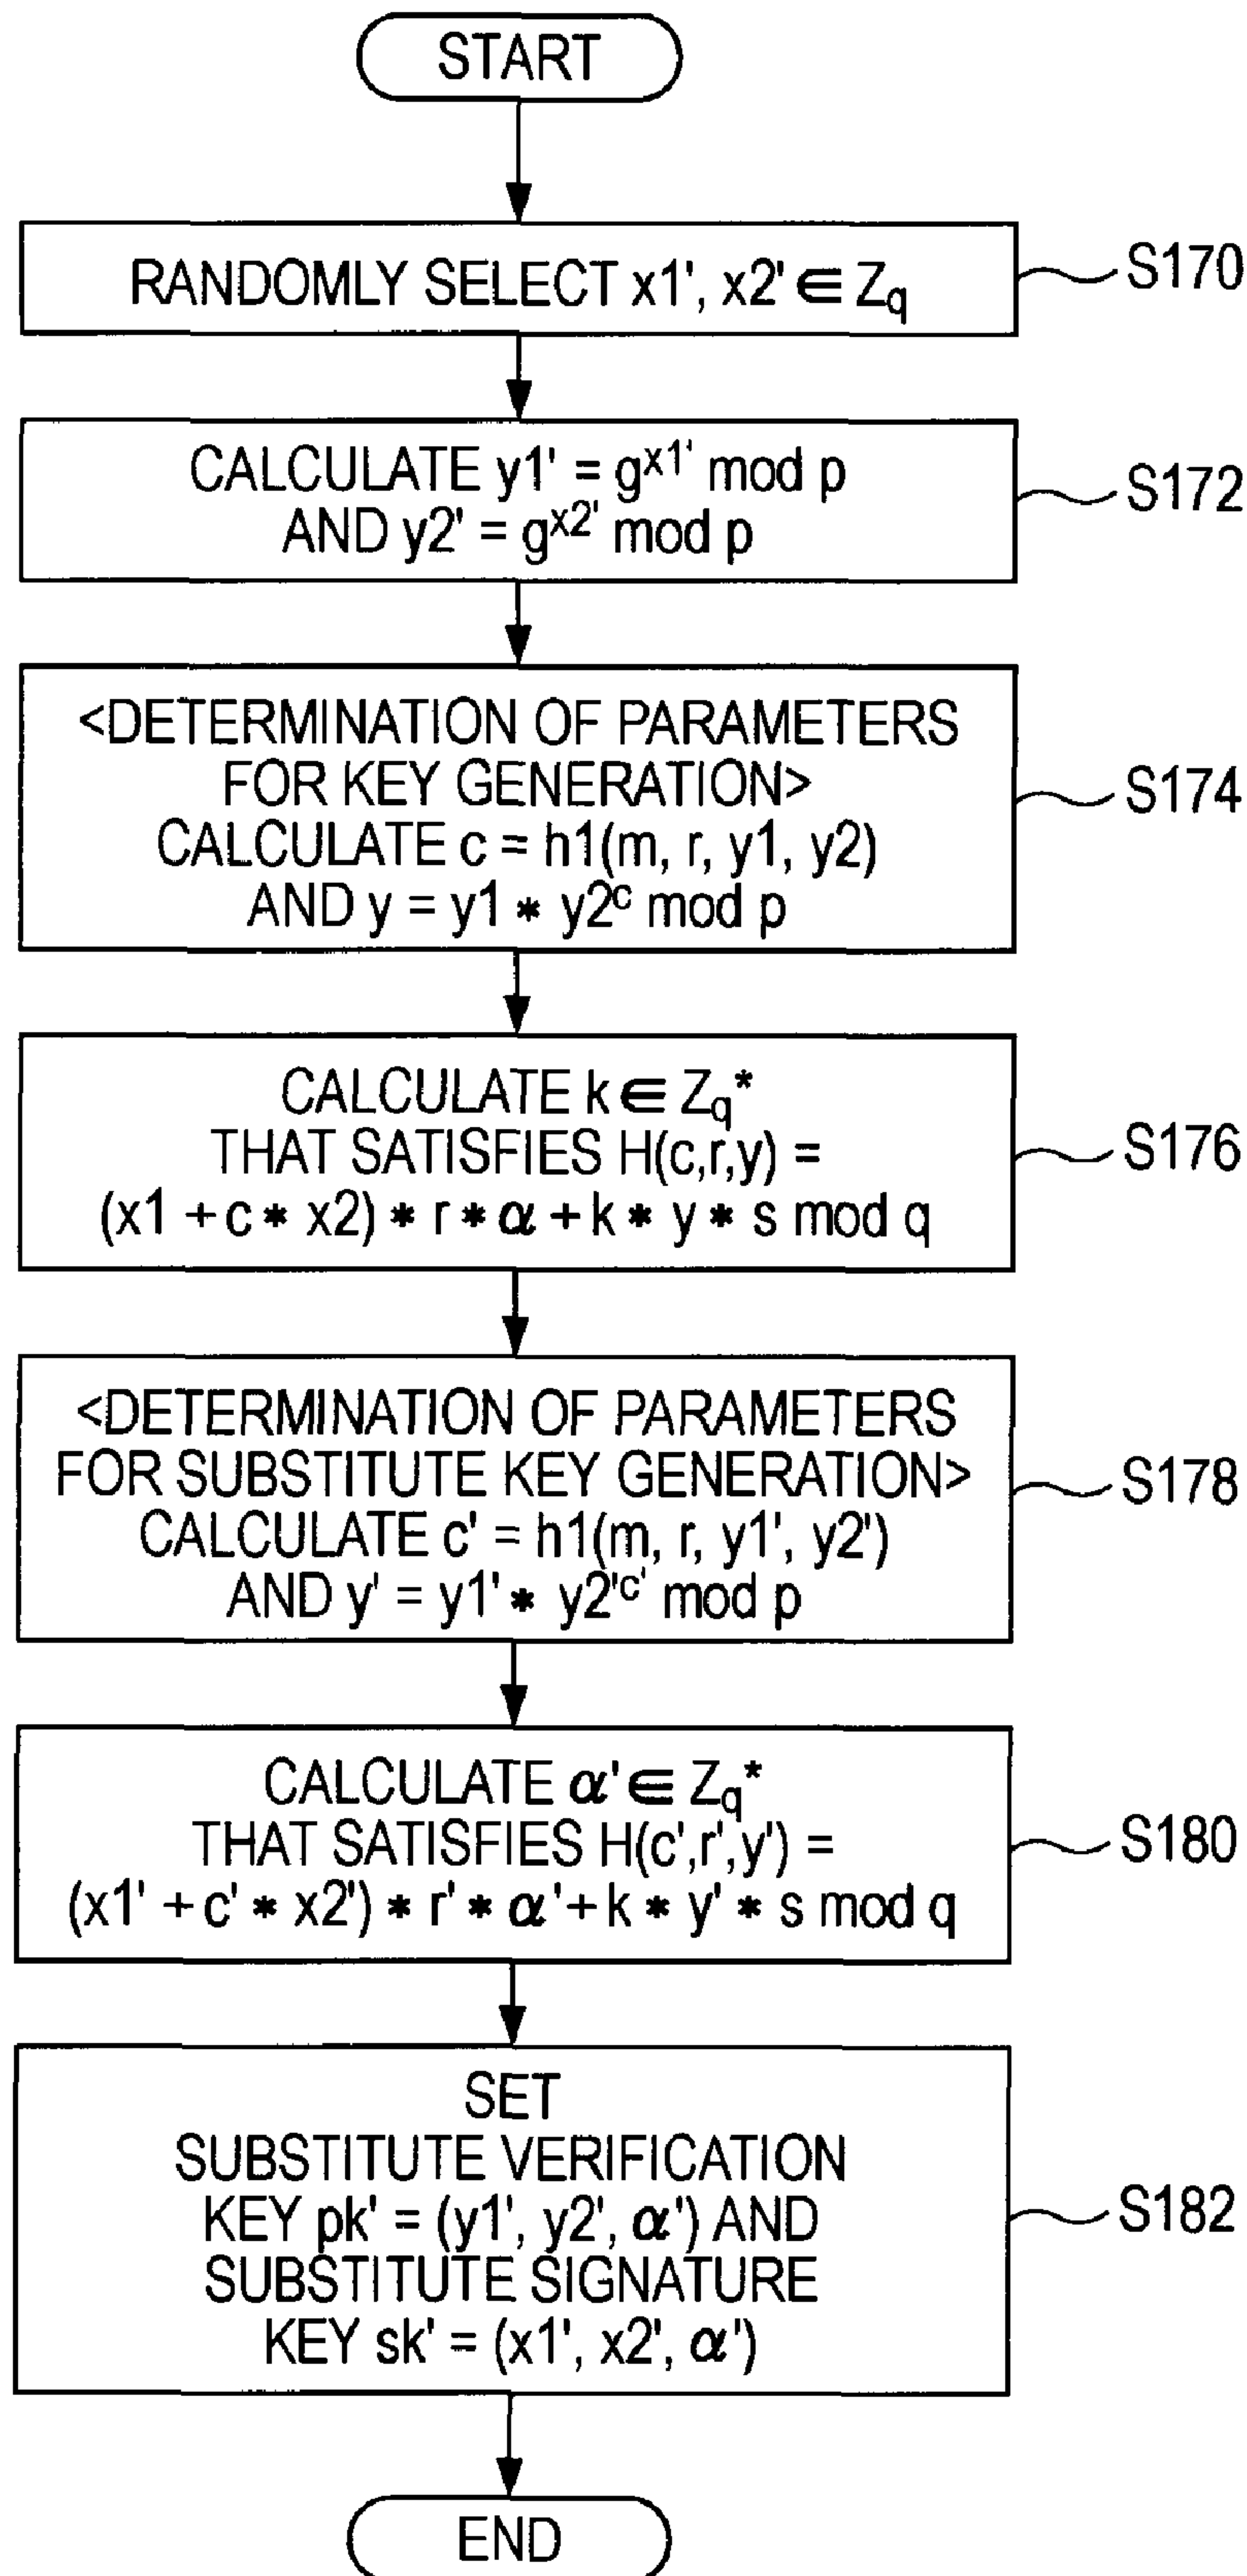 START
RANDOMLY SELECT x1', x2' ∈ Zq
S170
CALCULATE y1' = g^x1' mod p
AND y2' = g^x2' mod p
S172
<DETERMINATION OF PARAMETERS
FOR KEY GENERATION>
CALCULATE c = h1(m, r, y1, y2)
AND y = y1 * y2^c mod p
S174
CALCULATE k ∈ Zq*
THAT SATISFIES H(c,r,y) =
(x1 + c * x2) * r * α + k * y * s mod q
S176
<DETERMINATION OF PARAMETERS
FOR SUBSTITUTE KEY GENERATION>
CALCULATE c' = h1(m, r, y1', y2')
AND y' = y1' * y2'^c' mod p
S178
CALCULATE α' ∈ Zq*
THAT SATISFIES H(c',r',y') =
(x1' + c' * x2') * r' * α' + k * y' * s mod q
S180
SET
SUBSTITUTE VERIFICATION
KEY pk' = (y1', y2', α') AND
SUBSTITUTE SIGNATURE
KEY sk' = (x1', x2', α')
S182
END